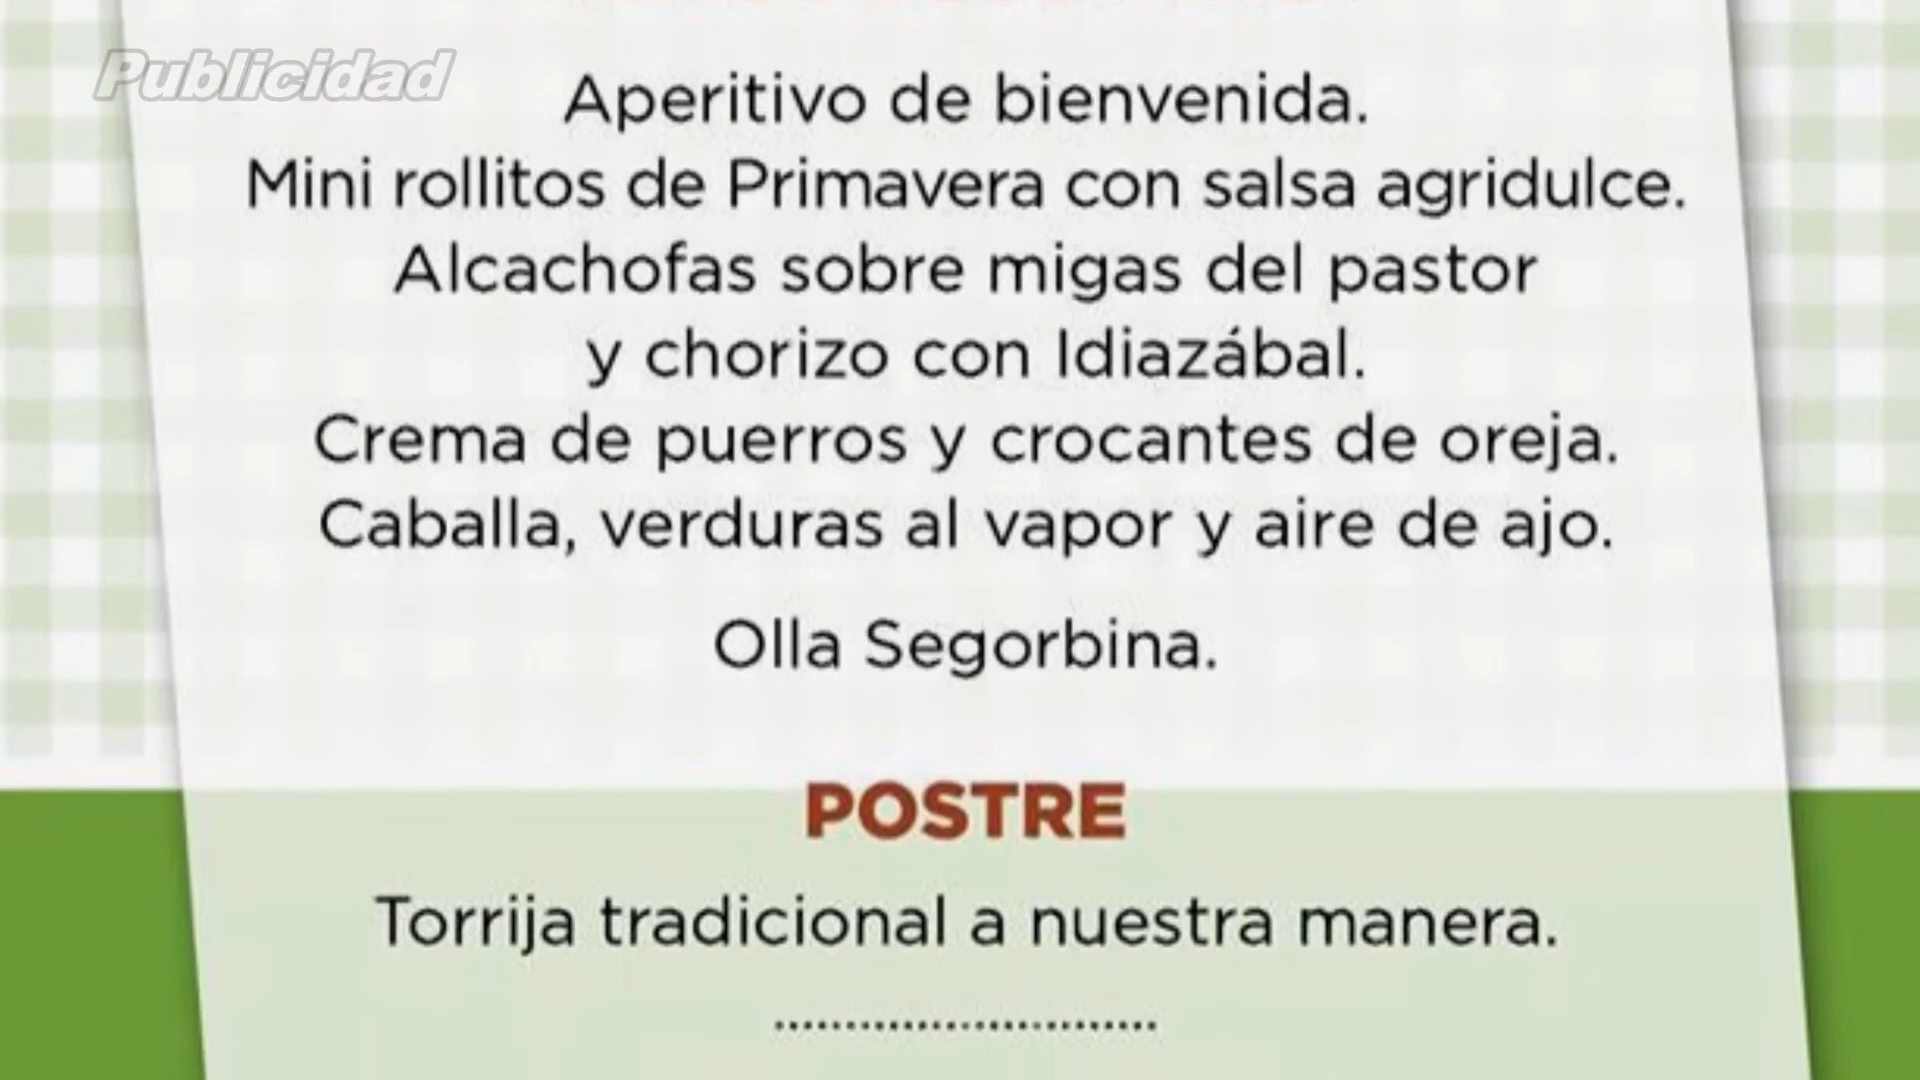 Publicidad
Aperitivo de bienvenida.
Mini rollitos de Primavera con salsa agridulce.
Alcachofas sobre migas del pastor
y chorizo con Idiazábal.
Crema de puerros y crocantes de oreja.
Caballa, verduras al vapor y aire de ajo.
Olla Segorbina.
POSTRE
Torrija tradicional a nuestra manera.